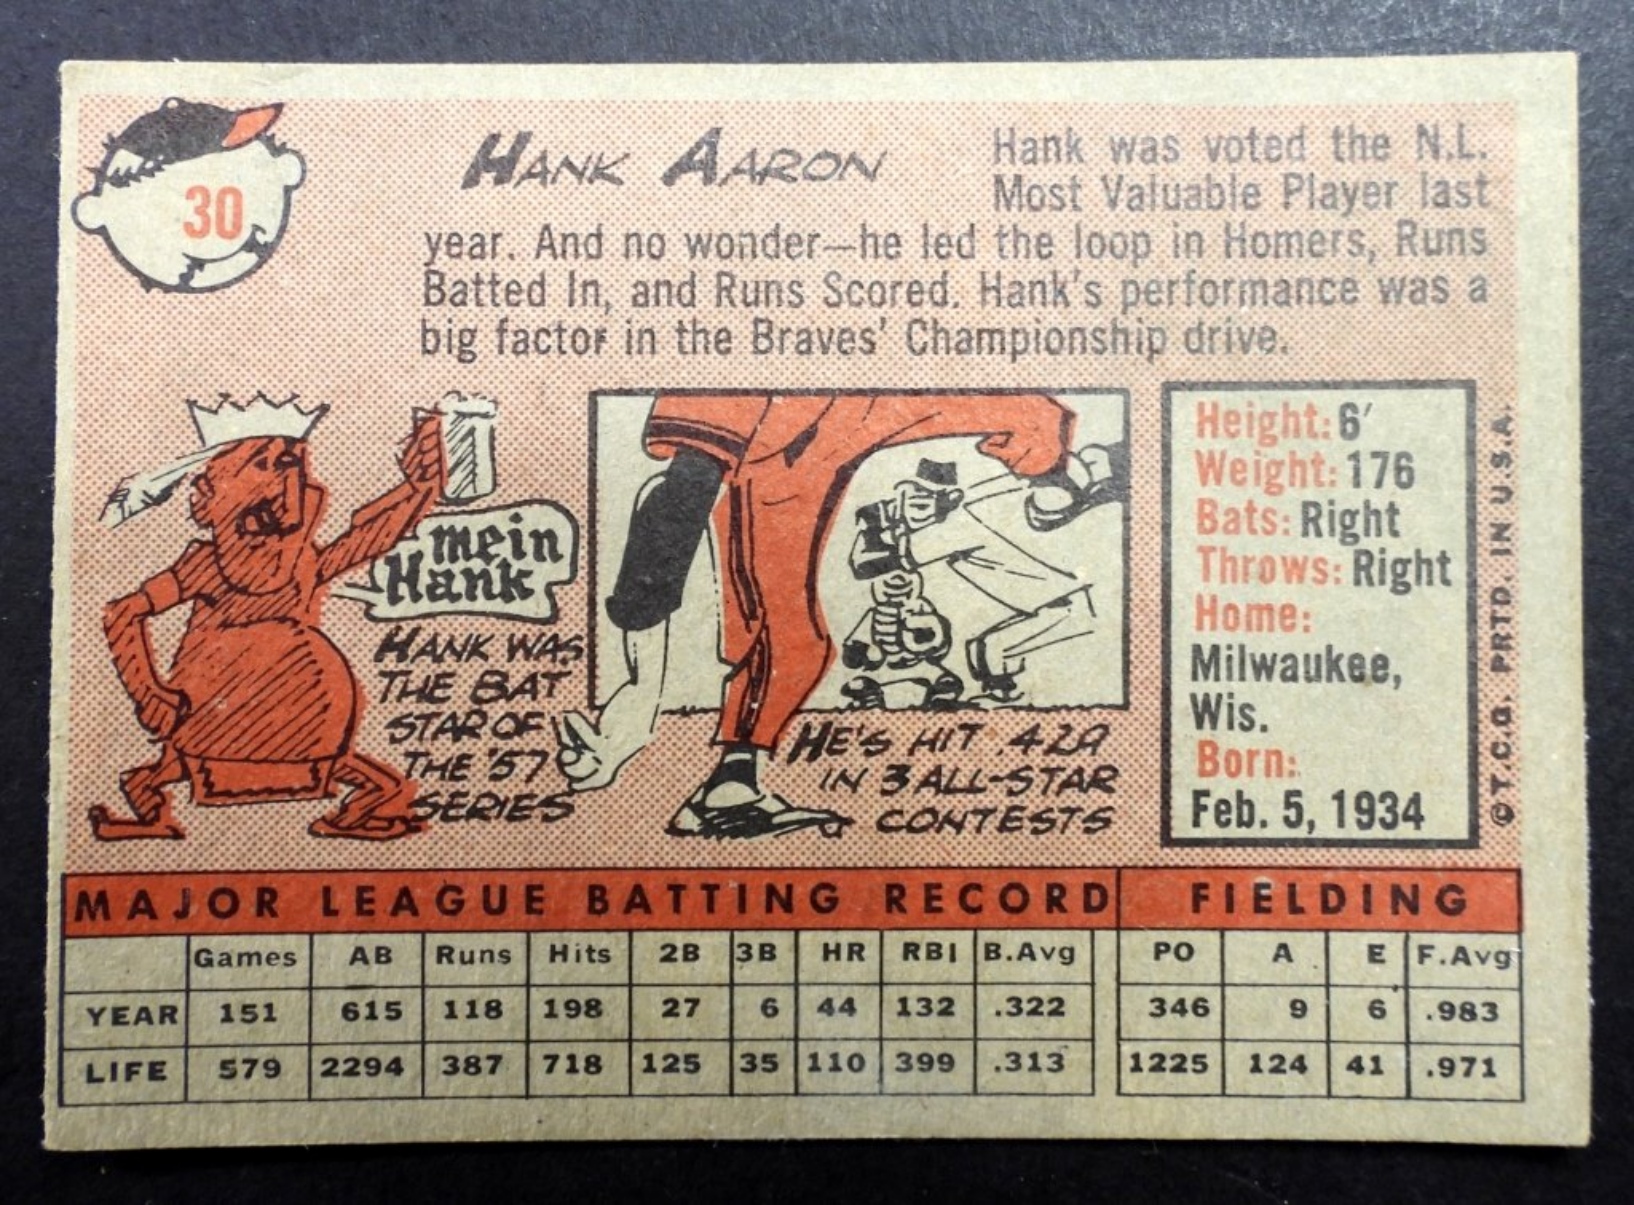 30
HANK AARON
Hank was voted the N.L.
Most Valuable Player last
year. And no wonder—he led the loop in Homers, Runs
Batted In, and Runs Scored. Hank's performance was a
big factor in the Braves' Championship drive.
mein
Hank
HANK WAS
THE BAT
STAR OF
THE '57
SERIES
HE'S HIT .429
IN 3 ALL-STAR
CONTESTS
Height: 6'
Weight: 176
Bats: Right
Throws: Right
Home:
Milwaukee,
Wis.
Born:
Feb. 5, 1934
©T.C.G. PRTD. IN U.S.A.
MAJOR LEAGUE BATTING RECORD FIELDING
Games AB Runs Hits 2B 3B HR RBI B.Avg PO A E F.Avg
YEAR 151 615 118 198 27 6 44 132 .322 346 9 6 .983
LIFE 579 2294 387 718 125 35 110 399 .313 1225 124 41 .971